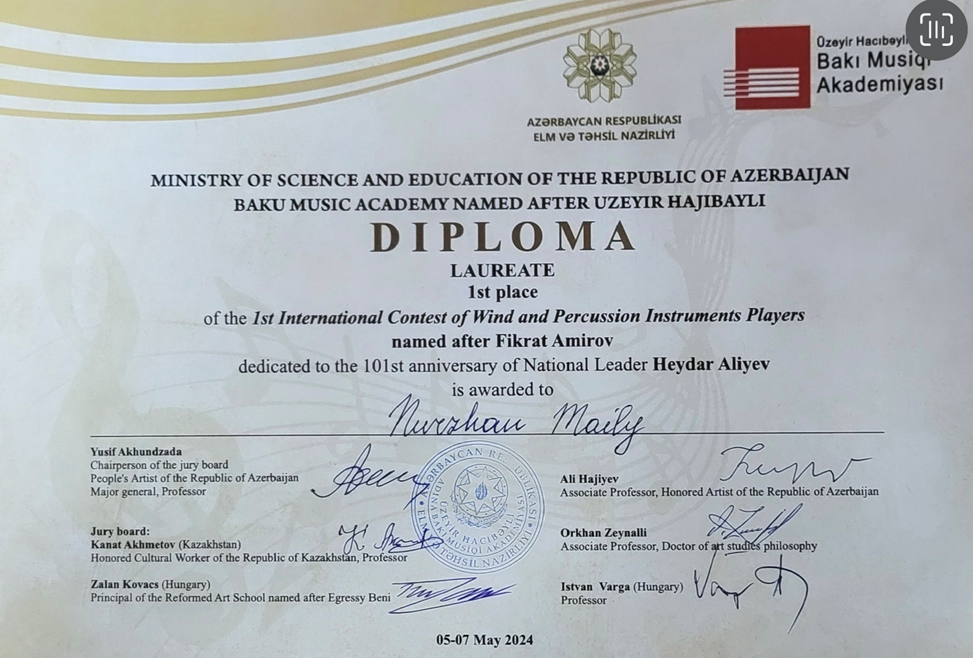 Üzeyir Hacıbəyli
Bakı Musiqi
Akademiyası
AZƏRBAYCAN RESPUBLİKASI
ELM VƏ TƏHSİL NAZİRLİYİ
MINISTRY OF SCIENCE AND EDUCATION OF THE REPUBLIC OF AZERBAIJAN
BAKU MUSIC ACADEMY NAMED AFTER UZEYIR HAJIBAYLI
DIPLOMA
LAUREATE
1st place
of the 1st International Contest of Wind and Percussion Instruments Players
named after Fikrat Amirov
dedicated to the 101st anniversary of National Leader Heydar Aliyev
is awarded to
Nurzhan Maily
Yusif Akhundzada
Chairperson of the jury board
People's Artist of the Republic of Azerbaijan
Major general, Professor
Ali Hajiyev
Associate Professor, Honored Artist of the Republic of Azerbaijan
Jury board:
Kanat Akhmetov (Kazakhstan)
Honored Cultural Worker of the Republic of Kazakhstan, Professor
Orkhan Zeynalli
Associate Professor, Doctor of art studies philosophy
Zalan Kovacs (Hungary)
Principal of the Reformed Art School named after Egressy Beni
Istvan Varga (Hungary)
Professor
05-07 May 2024